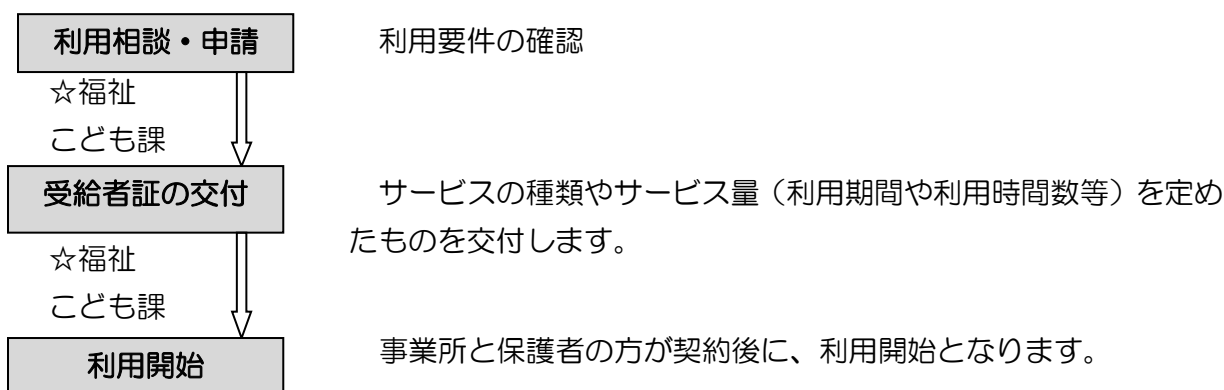 利用相談・申請
利用要件の確認
☆福祉
こども課
受給者証の交付
サービスの種類やサービス量（利用期間や利用時間数等）を定め
たものを交付します。
☆福祉
こども課
利用開始
事業所と保護者の方が契約後に、利用開始となります。